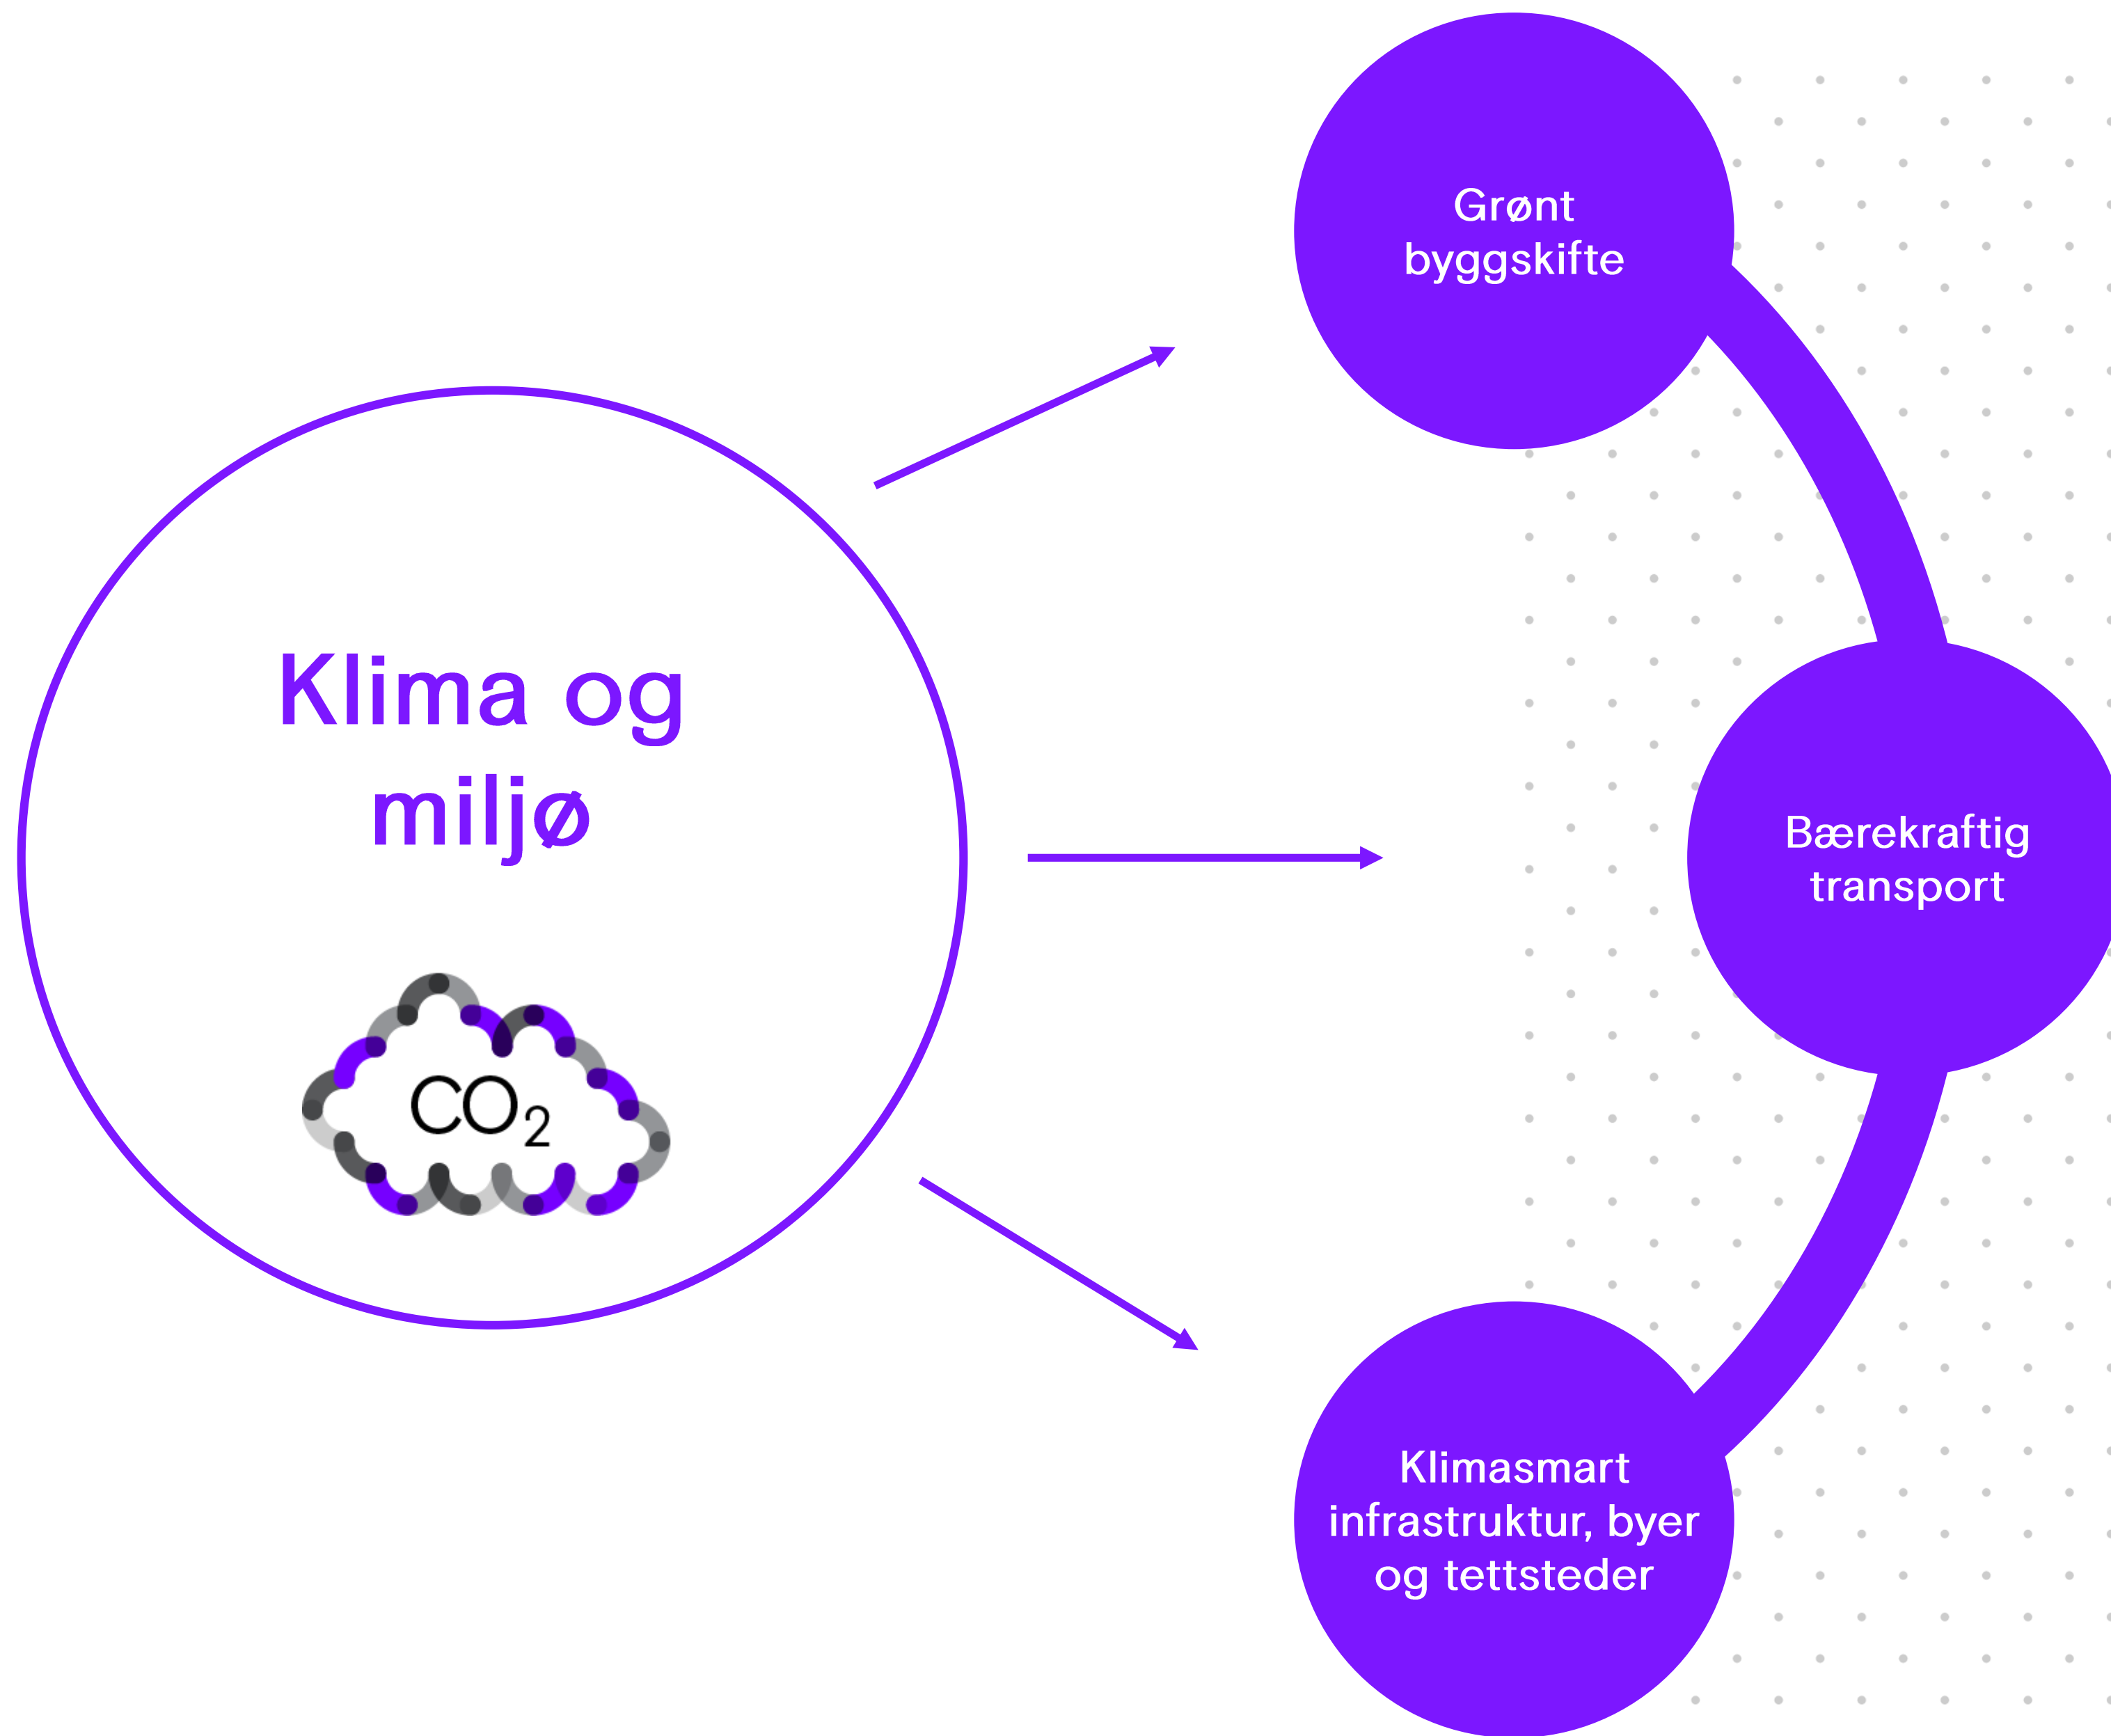 Klima og
miljø
CO₂
Grønt
byggskifte
Bærekraftig
transport
Klimasmart
infrastruktur, byer
og tettsteder